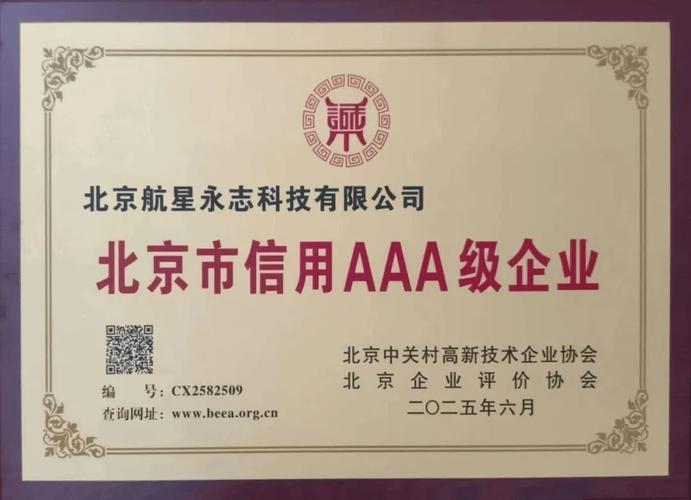 誠
北京航星永志科技有限公司
北京市信用AAA级企业
编 号:CX2582509
查询网址:www.beea.org.cn
北京中关村高新技术企业协会
北京企业评价协会
二〇二五年六月